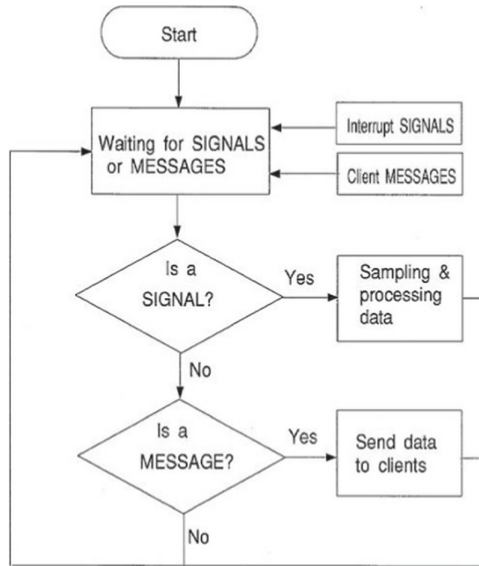 Start
Waiting for SIGNALS
or MESSAGES
Interrupt SIGNALS
Client MESSAGES
Is a
SIGNAL?
Yes
Sampling &
processing
data
No
Is a
MESSAGE?
Yes
Send data
to clients
No